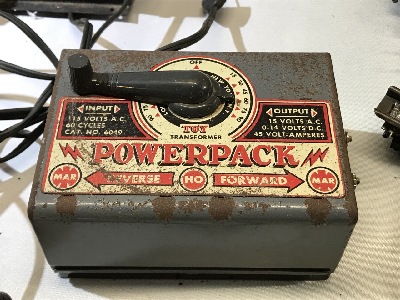 OFF
INPUT
115 VOLTS A.C.
60 CYCLES
CAT. NO. 6049
OUTPUT
15 VOLTS A.C.
0-14 VOLTS D.C.
45 VOLT-AMPERES
TOY
TRANSFORMER
POWERPACK
MAR
REVERSE
HO
FORWARD
MAR